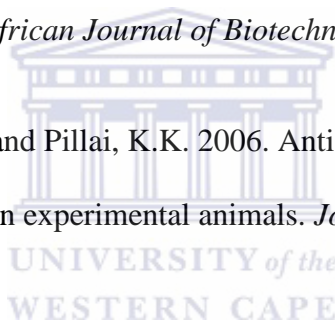 frican Journal of Biotechn
and Pillai, K.K. 2006. Anti
n experimental animals. Jo
UNIVERSITY of the
WESTERN CAPE